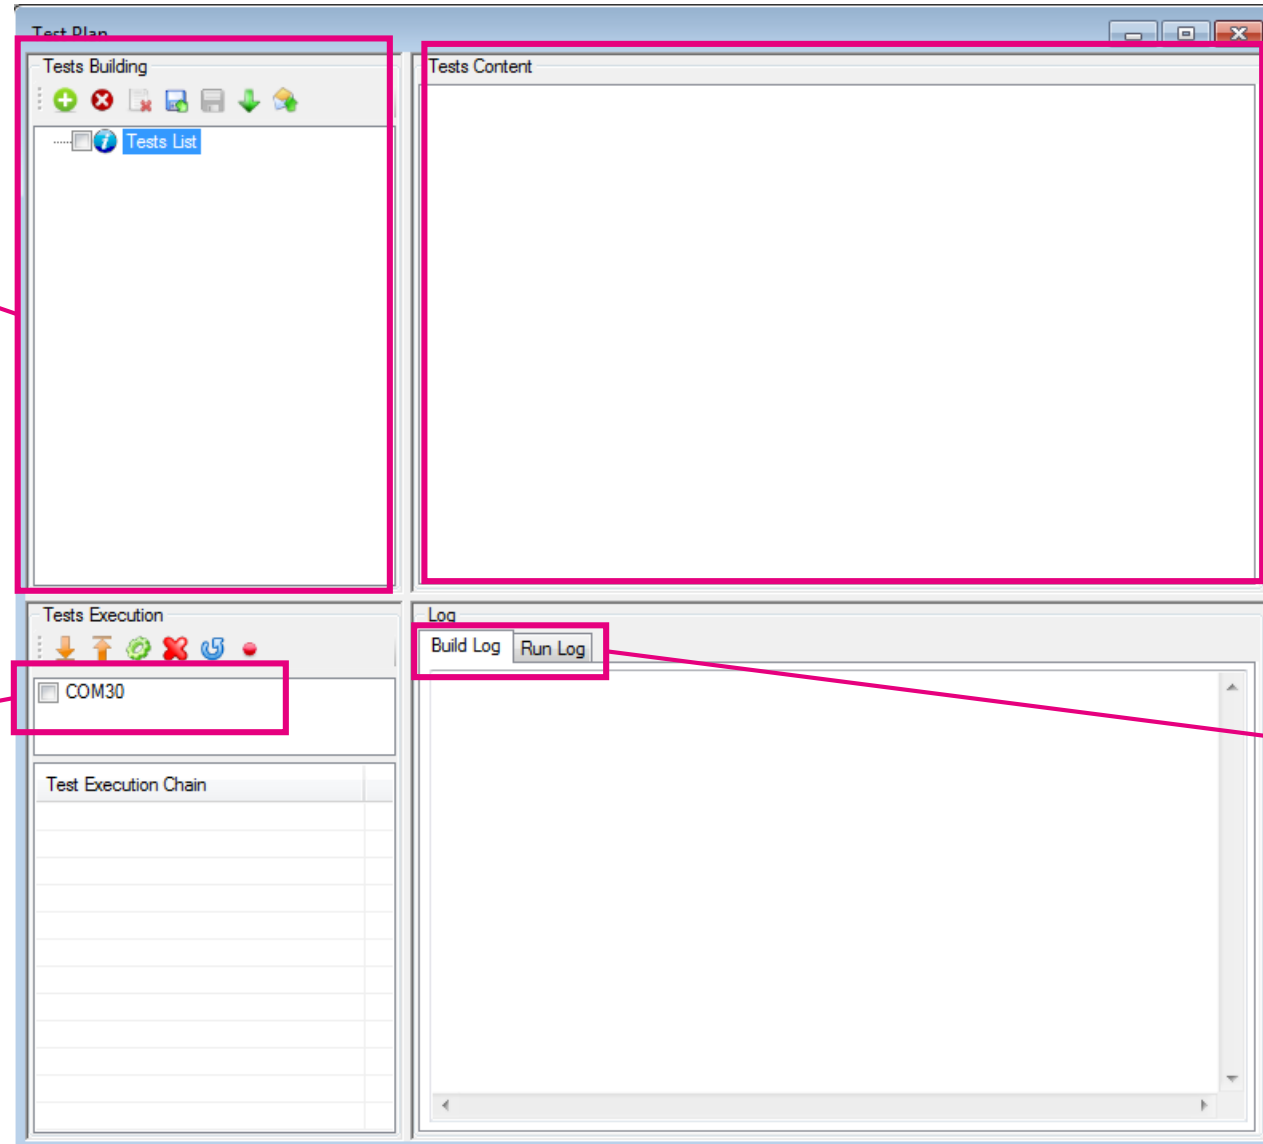 Test Plan
Tests Building
Tests Content
Tests List
Tests Execution
Log
Build Log
Run Log
COM30
Test Execution Chain